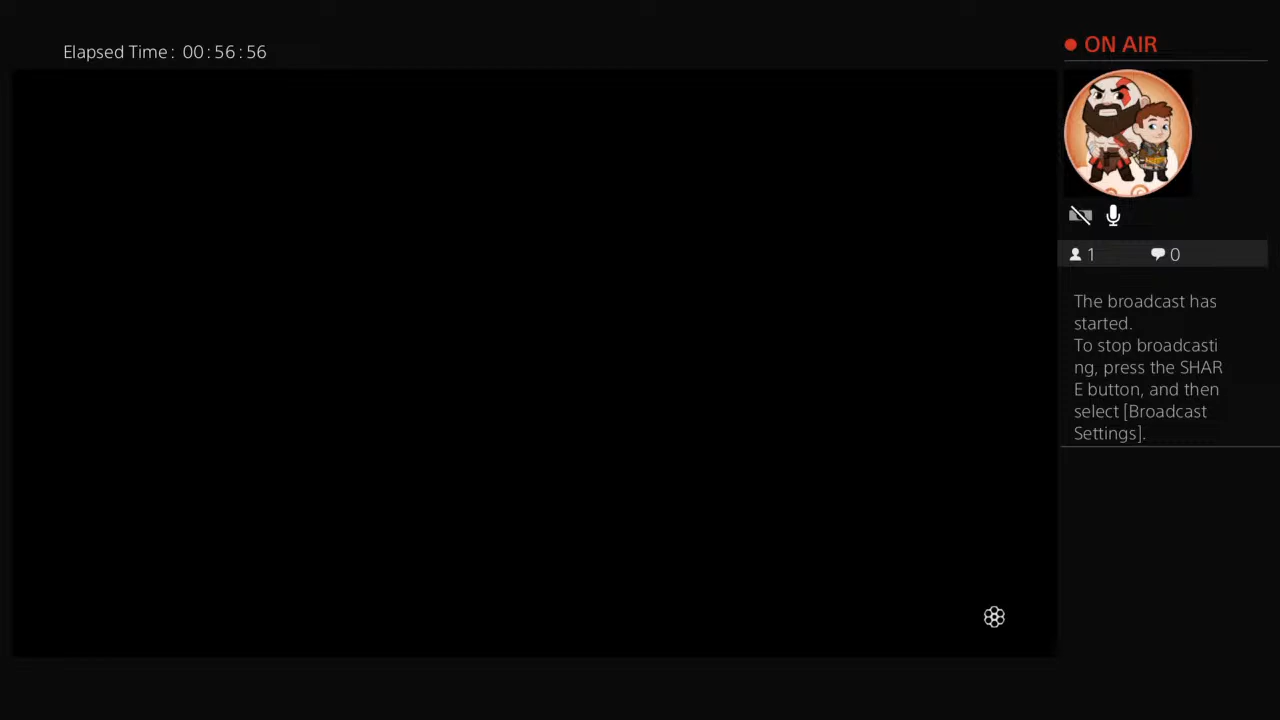 Elapsed Time: 00:56:56
ON AIR
1 0
The broadcast has
started.
To stop broadcasti
ng, press the SHAR
E button, and then
select [Broadcast
Settings].